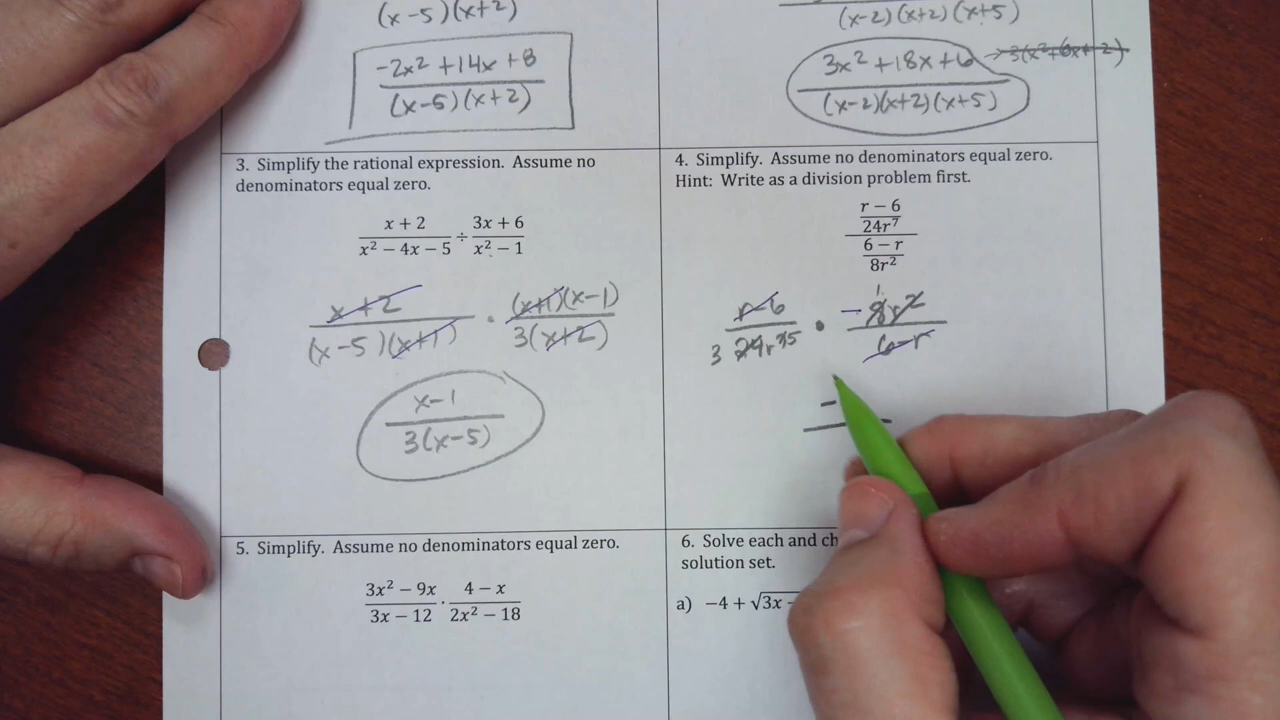 (x-5)(x+2)
-2x² +14x +8
(x-5)(x+2)
(x-2)(x+2)(x+5)
3x² +18x+6 → 3(x²+6x+2)
(x-2)(x+2)(x+5)
3. Simplify the rational expression. Assume no
denominators equal zero.
x + 2 / x² − 4x − 5 ÷ 3x + 6 / x² − 1
x+2 / (x-5)(x+1) · (x+1)(x-1) / 3(x+2)
x-1
3(x-5)
4. Simplify. Assume no denominators equal zero.
Hint: Write as a division problem first.
r − 6
24r⁷
6 − r
8r²
r-6 · - 8r² 1
3 24r⁷⁵ 6-r
-
5. Simplify. Assume no denominators equal zero.
3x² − 9x / 3x − 12 · 4 − x / 2x² − 18
6. Solve each and
solution set.
a) −4 + √3x